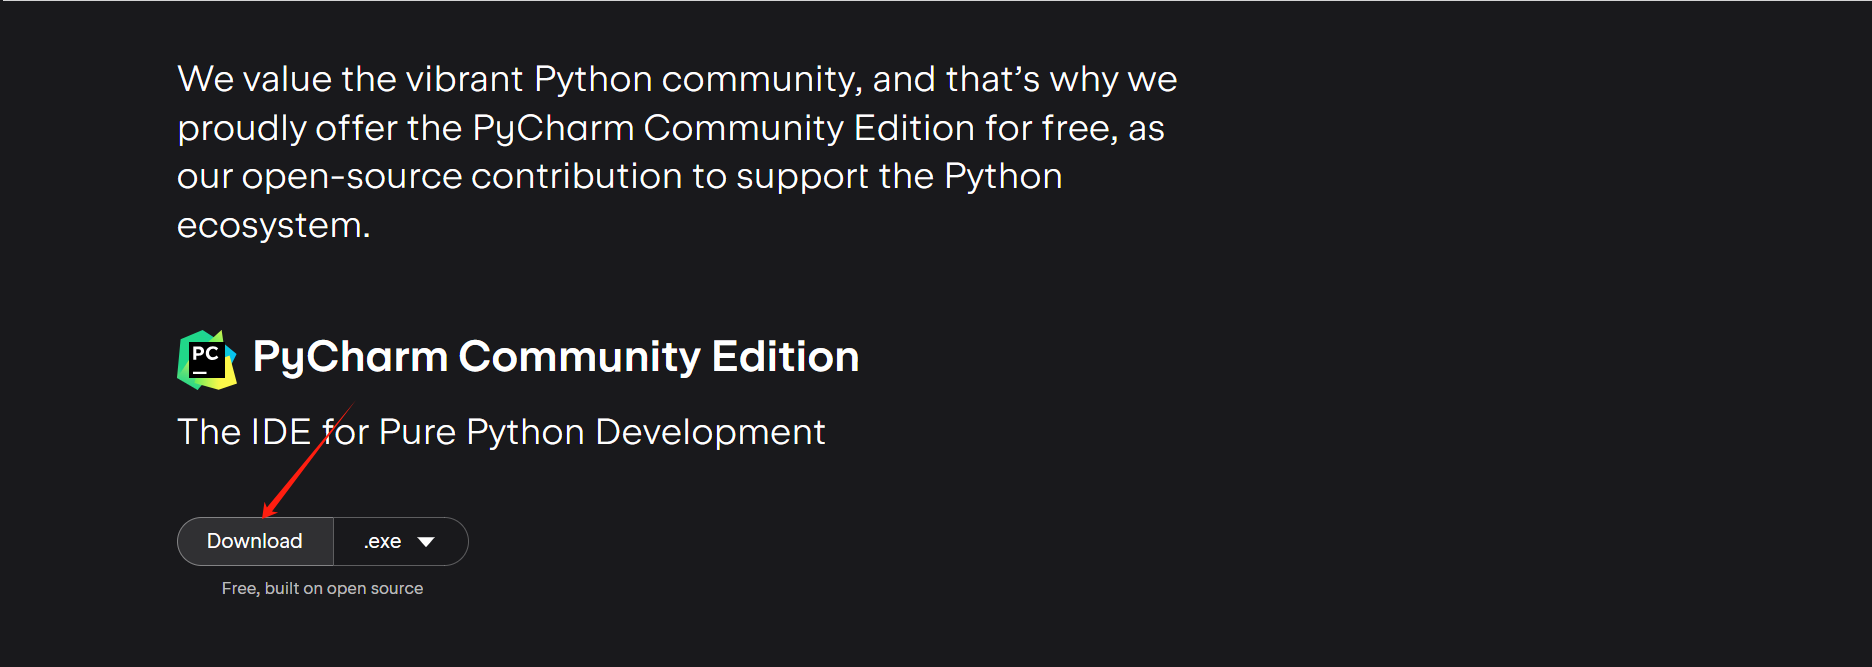 We value the vibrant Python community, and that’s why we
proudly offer the PyCharm Community Edition for free, as
our open-source contribution to support the Python
ecosystem.
PC
PyCharm Community Edition
The IDE for Pure Python Development
Download .exe
Free, built on open source